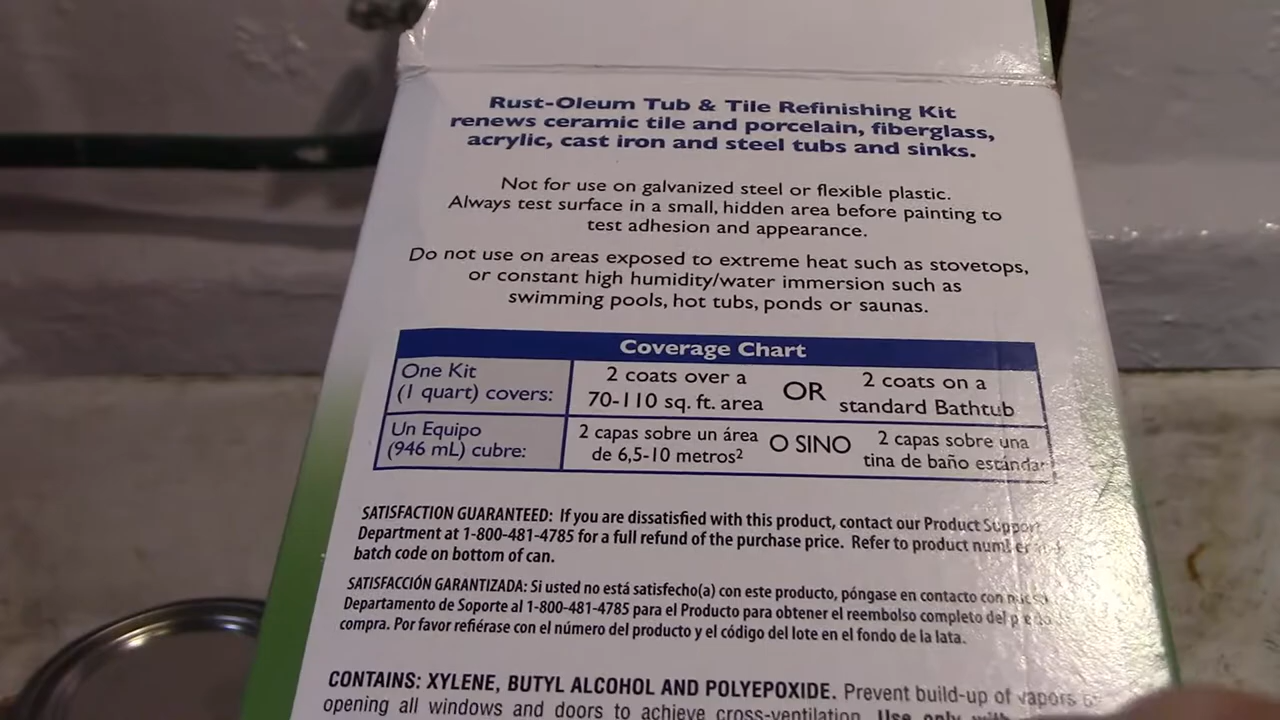 Rust-Oleum Tub & Tile Refinishing Kit
renews ceramic tile and porcelain, fiberglass,
acrylic, cast iron and steel tubs and sinks.
Not for use on galvanized steel or flexible plastic.
Always test surface in a small, hidden area before painting to
test adhesion and appearance.
Do not use on areas exposed to extreme heat such as stovetops,
or constant high humidity/water immersion such as
swimming pools, hot tubs, ponds or saunas.
Coverage Chart
One Kit
(1 quart) covers:
2 coats over a
70-110 sq. ft. area
OR
2 coats on a
standard Bathtub
Un Equipo
(946 mL) cubre:
2 capas sobre un área
de 6,5-10 metros²
O SINO
2 capas sobre una
tina de baño estándar
SATISFACTION GUARANTEED: If you are dissatisfied with this product, contact our Product Support
Department at 1-800-481-4785 for a full refund of the purchase price. Refer to product number
batch code on bottom of can.
SATISFACCIÓN GARANTIZADA: Si usted no está satisfecho(a) con este producto, póngase en contacto con
Departamento de Soporte al 1-800-481-4785 para el Producto para obtener el reembolso completo del
compra. Por favor refiérase con el número del producto y el código del lote en el fondo de la lata.
CONTAINS: XYLENE, BUTYL ALCOHOL AND POLYEPOXIDE. Prevent build-up of vapors
opening all windows and doors to achieve cross-ventilation. Use only with